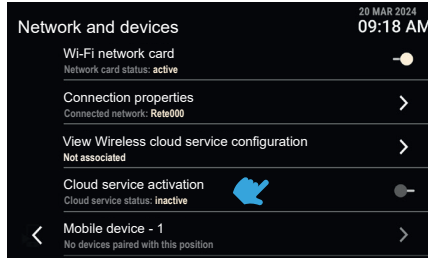 20 MAR 2024
Network and devices 09:18 AM
Wi-Fi network card
Network card status: active
Connection properties
Connected network: Rete000
View Wireless cloud service configuration
Not associated
Cloud service activation
Cloud service status: inactive
Mobile device - 1
No devices paired with this position